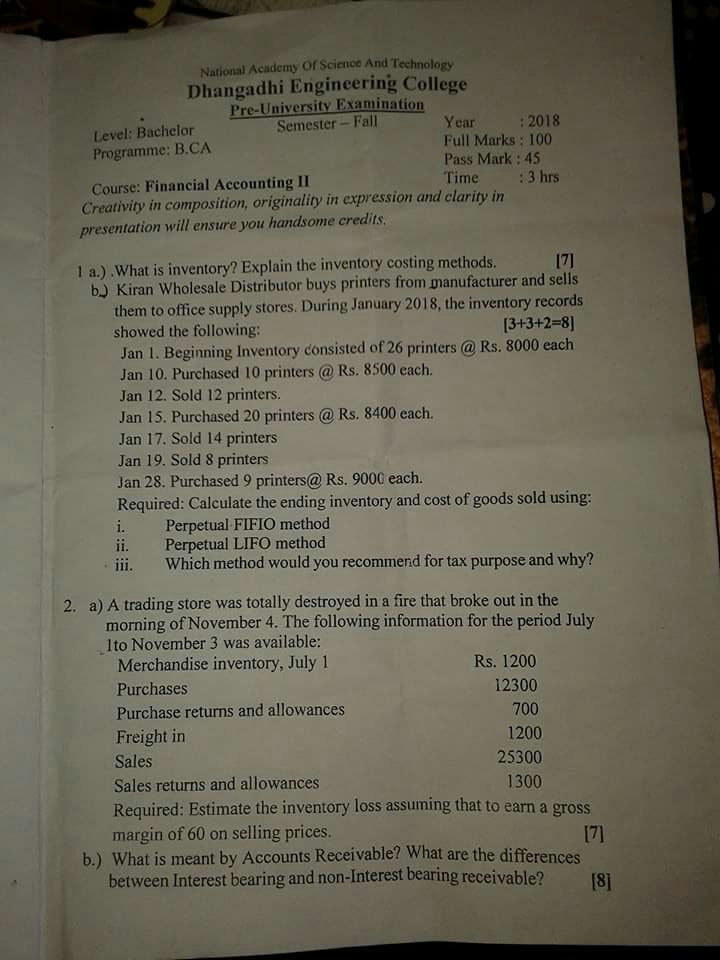 National Academy Of Science And Technology
Dhangadhi Engineering College
Pre-University Examination
Level: Bachelor Semester – Fall Year : 2018
Programme: B.CA Full Marks : 100
Pass Mark : 45
Course: Financial Accounting II Time : 3 hrs
Creativity in composition, originality in expression and clarity in
presentation will ensure you handsome credits.
1 a.) .What is inventory? Explain the inventory costing methods. [7]
b.) Kiran Wholesale Distributor buys printers from manufacturer and sells
them to office supply stores. During January 2018, the inventory records
showed the following: [3+3+2=8]
Jan 1. Beginning Inventory consisted of 26 printers @ Rs. 8000 each
Jan 10. Purchased 10 printers @ Rs. 8500 each.
Jan 12. Sold 12 printers.
Jan 15. Purchased 20 printers @ Rs. 8400 each.
Jan 17. Sold 14 printers
Jan 19. Sold 8 printers
Jan 28. Purchased 9 printers@ Rs. 9000 each.
Required: Calculate the ending inventory and cost of goods sold using:
i. Perpetual FIFIO method
ii. Perpetual LIFO method
iii. Which method would you recommend for tax purpose and why?
2. a) A trading store was totally destroyed in a fire that broke out in the
morning of November 4. The following information for the period July
1to November 3 was available:
Merchandise inventory, July 1 Rs. 1200
Purchases 12300
Purchase returns and allowances 700
Freight in 1200
Sales 25300
Sales returns and allowances 1300
Required: Estimate the inventory loss assuming that to earn a gross
margin of 60 on selling prices. [7]
b.) What is meant by Accounts Receivable? What are the differences
between Interest bearing and non-Interest bearing receivable? [8]